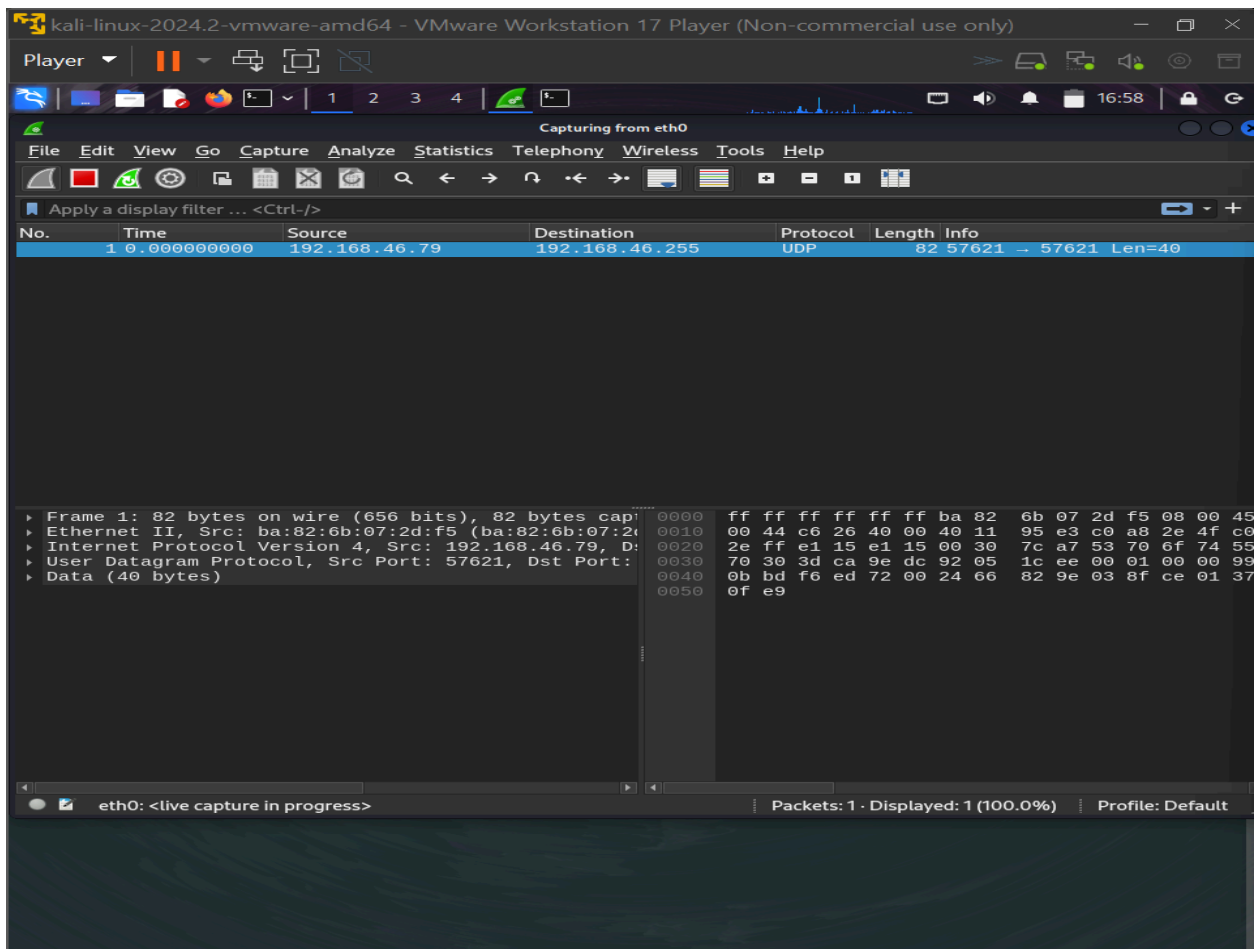 kali-linux-2024.2-vmware-amd64 - VMware Workstation 17 Player (Non-commercial use only)
Player
1 2 3 4 16:58
Capturing from eth0
File Edit View Go Capture Analyze Statistics Telephony Wireless Tools Help
Apply a display filter ... <Ctrl-/>
No. Time Source Destination Protocol Length Info
1 0.000000000 192.168.46.79 192.168.46.255 UDP 82 57621 → 57621 Len=40
Frame 1: 82 bytes on wire (656 bits), 82 bytes capt
Ethernet II, Src: ba:82:6b:07:2d:f5 (ba:82:6b:07:2d
Internet Protocol Version 4, Src: 192.168.46.79, D
User Datagram Protocol, Src Port: 57621, Dst Port:
Data (40 bytes)
0000 ff ff ff ff ff ff ba 82 6b 07 2d f5 08 00 45
0010 00 44 c6 26 40 00 40 11 95 e3 c0 a8 2e 4f c0
0020 2e ff e1 15 e1 15 00 30 7c a7 53 70 6f 74 55
0030 70 30 3d ca 9e dc 92 05 1c ee 00 01 00 00 99
0040 0b bd f6 ed 72 00 24 66 82 9e 03 8f ce 01 37
0050 0f e9
eth0: <live capture in progress> Packets: 1 · Displayed: 1 (100.0%) Profile: Default